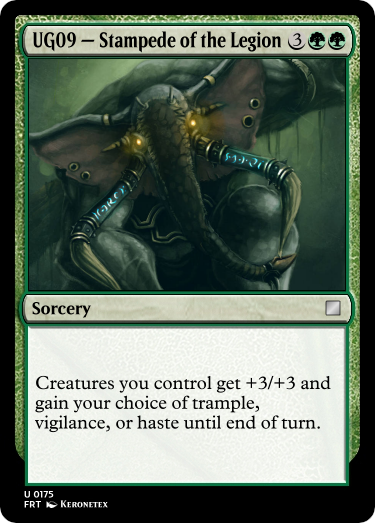 UG09 — Stampede of the Legion 3
Sorcery
Creatures you control get +3/+3 and
gain your choice of trample,
vigilance, or haste until end of turn.
U 0175
FRT Keronetex